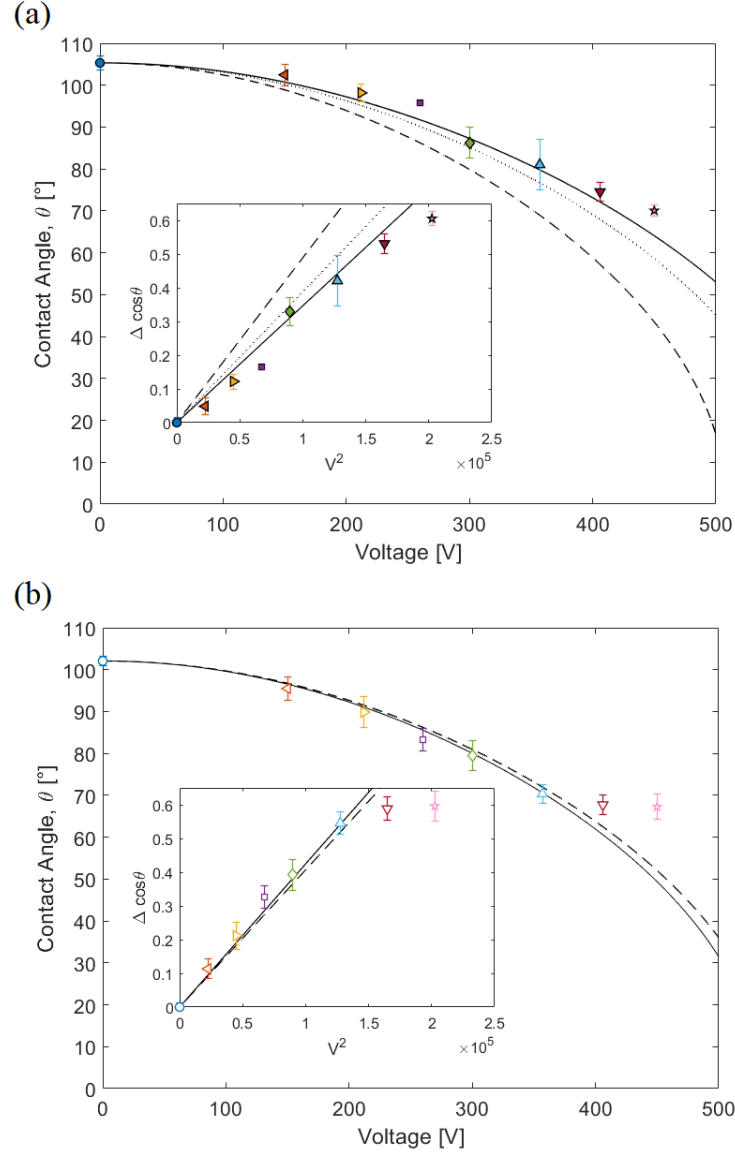 (a)
110
100
90
80
70
60
50
40
30
20
10
0
Contact Angle, θ [°]
0 100 200 300 400 500
Voltage [V]
0.6
0.5
0.4
0.3
0.2
0.1
0
Δ cosθ
0 0.5 1 1.5 2 2.5
V² ×10⁵
(b)
110
100
90
80
70
60
50
40
30
20
10
0
Contact Angle, θ [°]
0 100 200 300 400 500
Voltage [V]
0.6
0.5
0.4
0.3
0.2
0.1
0
Δ cosθ
0 0.5 1 1.5 2 2.5
V² ×10⁵